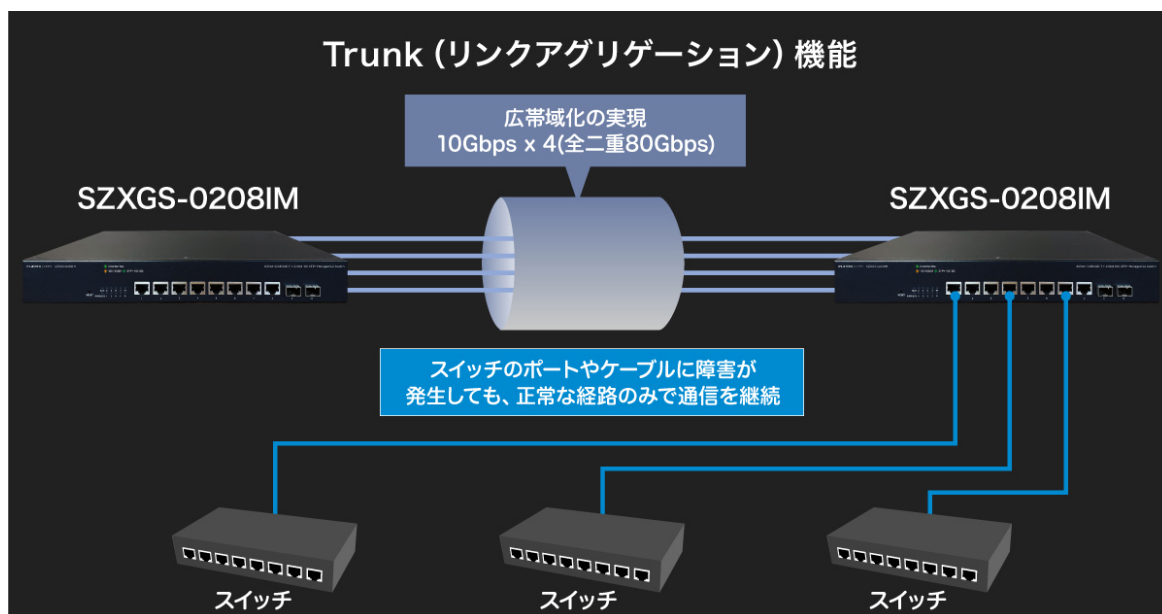 Trunk（リンクアグリゲーション）機能
広帯域化の実現
10Gbps x 4(全二重80Gbps)
SZXGS-0208IM
SZXGS-0208IM
スイッチのポートやケーブルに障害が
発生しても、正常な経路のみで通信を継続
スイッチ
スイッチ
スイッチ